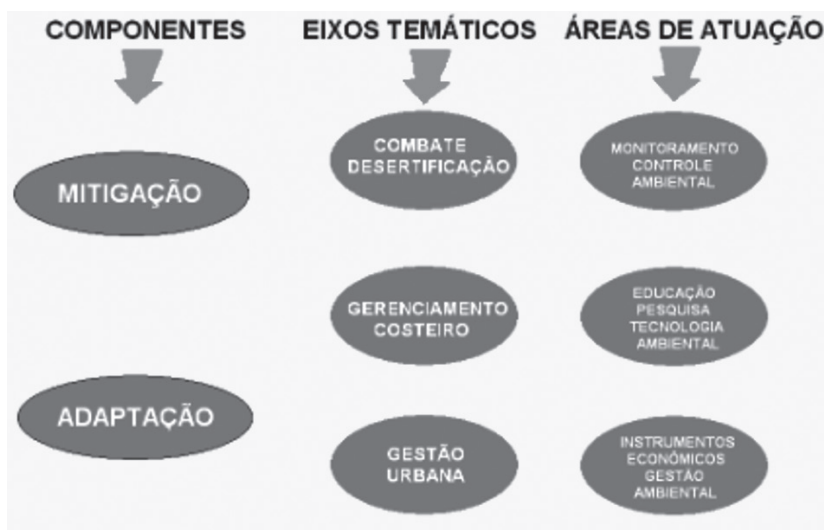 COMPONENTES
EIXOS TEMÁTICOS
ÁREAS DE ATUAÇÃO
MITIGAÇÃO
ADAPTAÇÃO
COMBATE
DESERTIFICAÇÃO
GERENCIAMENTO
COSTEIRO
GESTÃO
URBANA
MONITORAMENTO
CONTROLE
AMBIENTAL
EDUCAÇÃO
PESQUISA
TECNOLOGIA
AMBIENTAL
INSTRUMENTOS
ECONÔMICOS
GESTÃO
AMBIENTAL